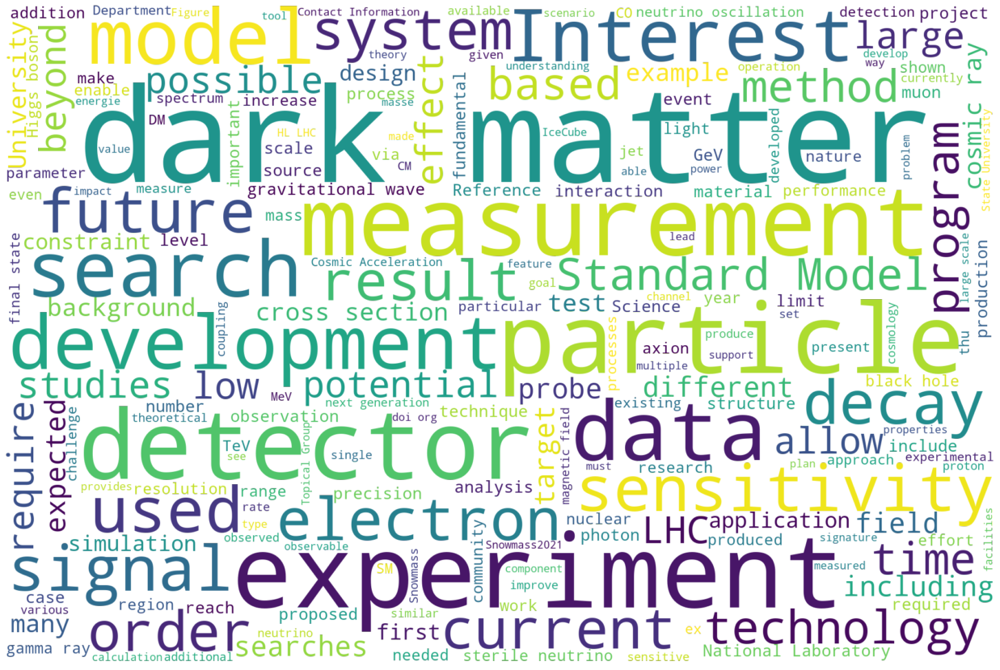 addition
Department
Figure
tool
Contact Information
available
scenario
CO
neutrino oscillation
detection
project
University
Higgs boson
beyond
model
system
Interest
large
theory
given
understanding
operation
develop
way
currently
shown
make
enable
energie
possible
design
process
effect
based
example
method
muon
cosmic ray
State University
spectrum
increase
important
DM
HL LHC
made
dark matter
IceCube
event
light
fundamental
jet
GeV
developed
nature
problem
value
scale
via
CM
able
power
source
parameter
measure
gravitational wave
Reference
interaction
material
performance
program
even
impact
future
mass
masse
measurement
lead
constraint
level
final state
search
Cosmic Acceleration
feature
result
goal
Standard Model
large scale
production
background
cross section
particular
test
Science
channel
year
limit
set
coupling
development
particle
processes
produce
cosmology
axion
support
present
multiple
thu
studies
low
MeV
potential
probe
different
black hole
next generation
existing
structure
decay
require
number
theoretical
observation
doi org
technique
challenge
expected
detector
TeV
see
Topical Group
single
target
magnetic field
data
must
allow
properties
include
research
approach
experimental
plan
proton
provides
resolution
range
precision
analysis
sensitivity
used
rate
type
electron
nuclear
photon
LHC
application
field
produced
signature
effort
facilities
simulation
observed
observable
Snowmass2021
signal
experiment
SM
Snowmass
community
component
improve
measured
time
including
case
various
region
reach
proposed
similar
work
required
many
order
first
current
ex
technology
gamma ray
neutrino
searches
calculation
additional
needed
sterile neutrino
sensitive
National Laboratory